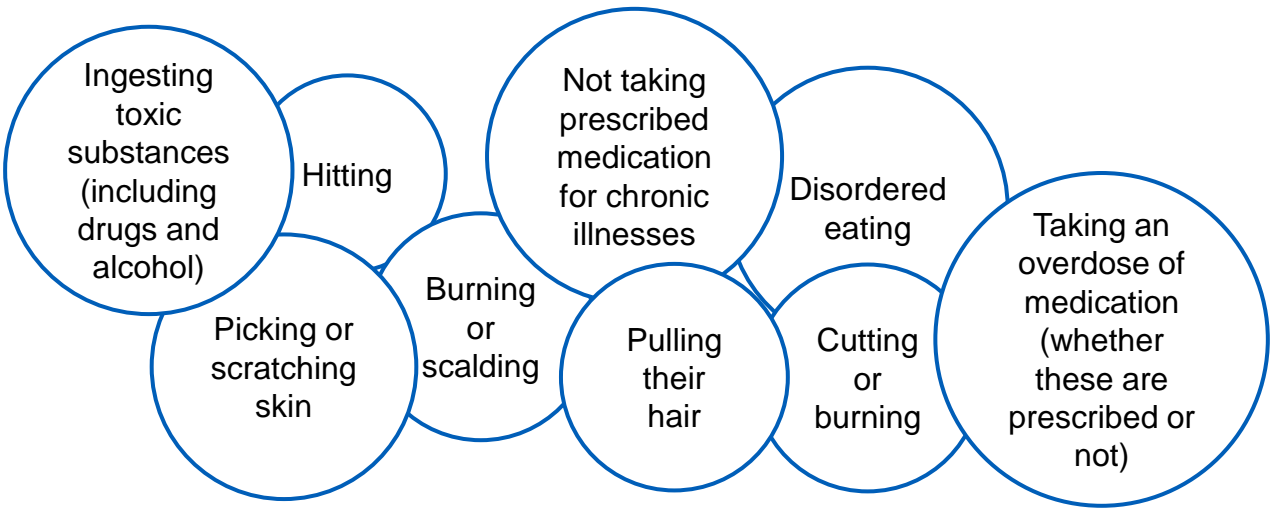 Ingesting
toxic
substances
(including
drugs and
alcohol)
Hitting
Picking or
scratching
skin
Burning
or
scalding
Not taking
prescribed
medication
for chronic
illnesses
Pulling
their
hair
Disordered
eating
Cutting
or
burning
Taking an
overdose of
medication
(whether
these are
prescribed or
not)